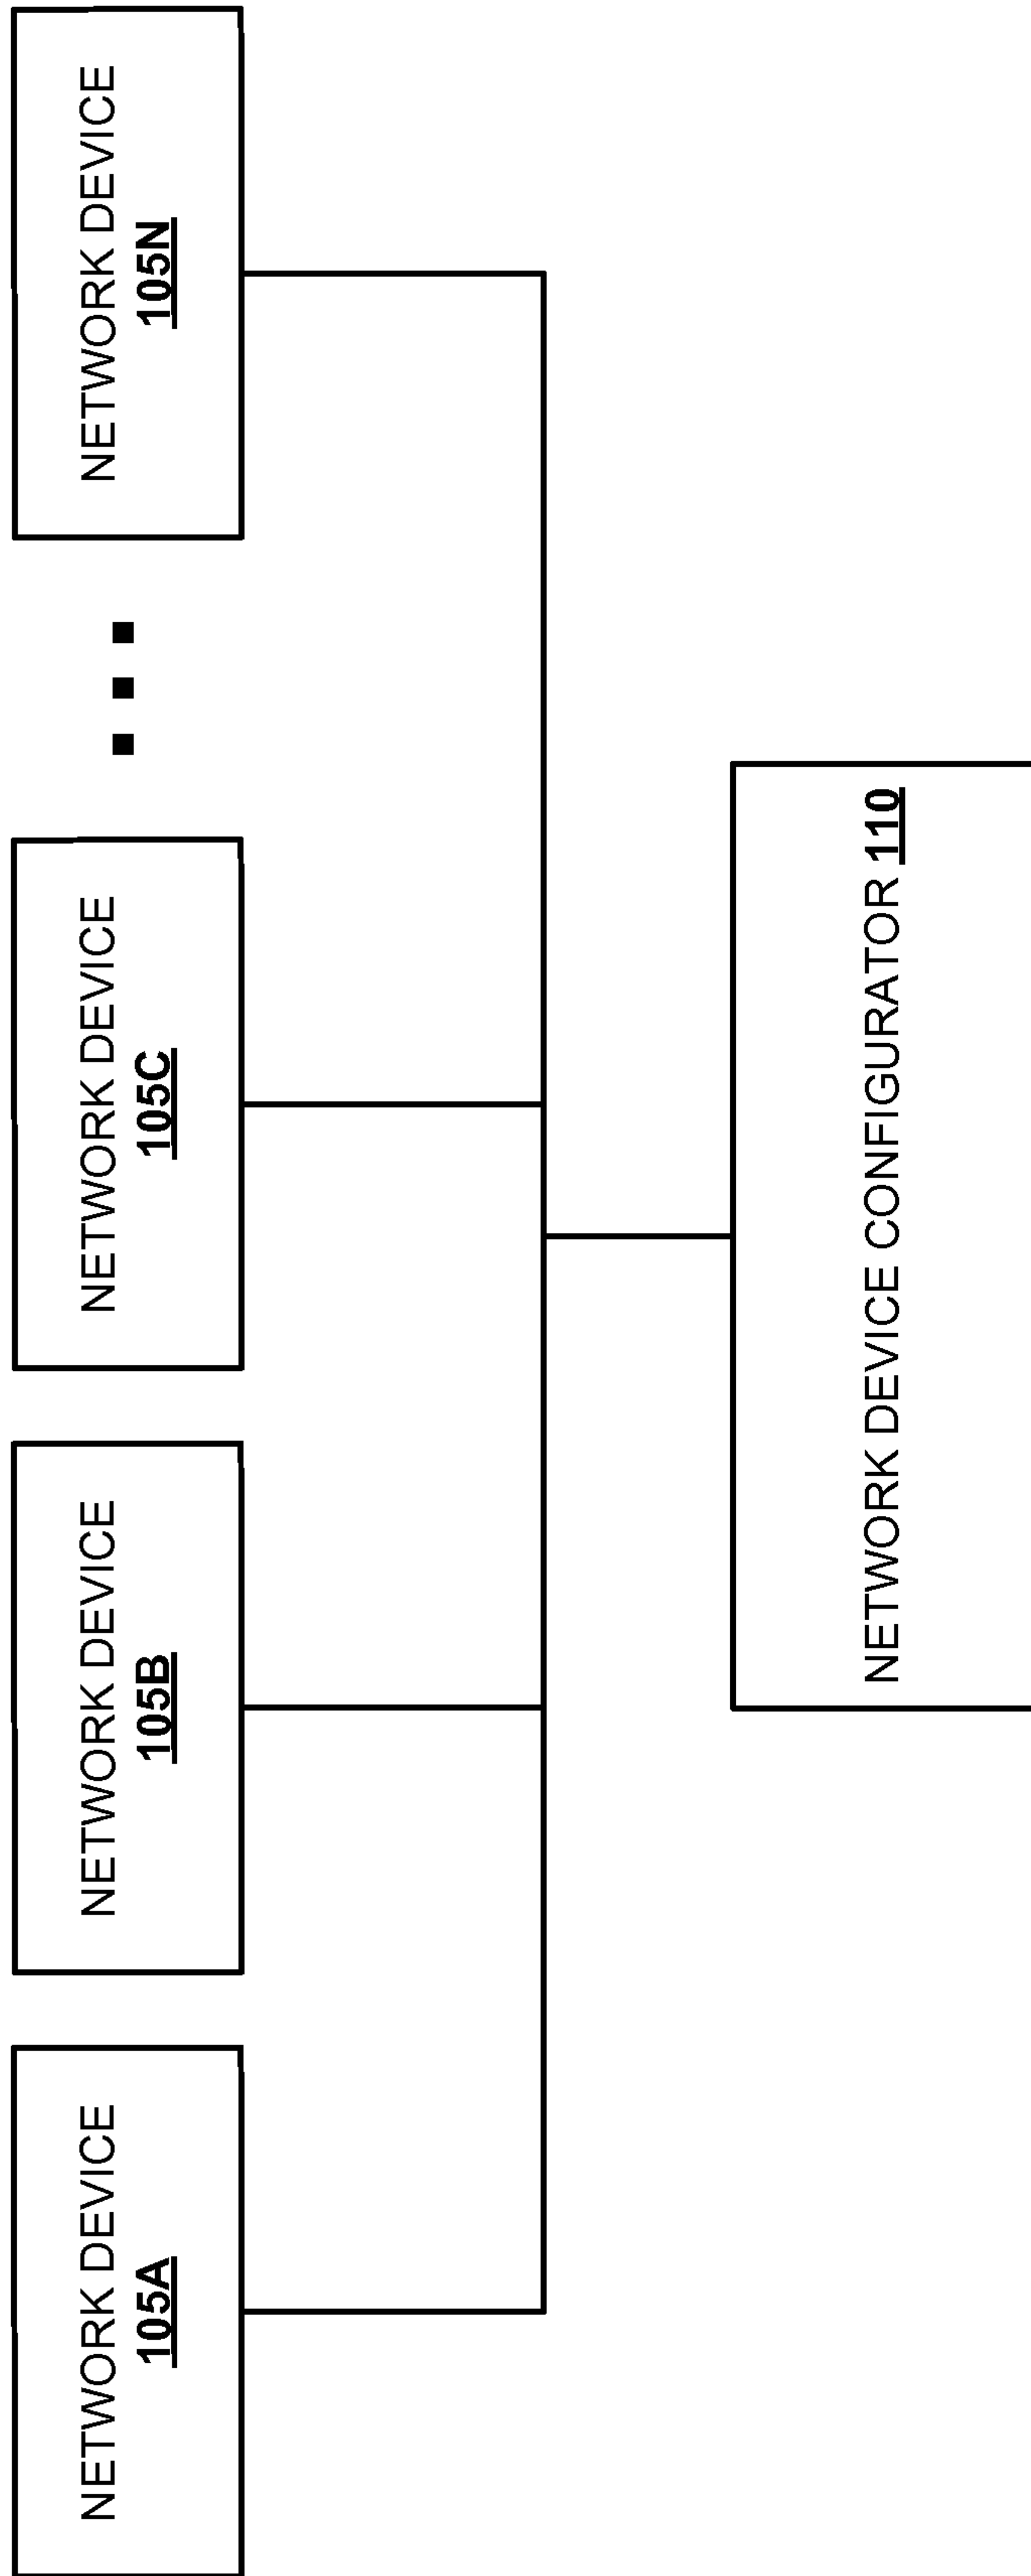 NETWORK DEVICE
105A
NETWORK DEVICE
105B
NETWORK DEVICE
105C
NETWORK DEVICE
105N
NETWORK DEVICE CONFIGURATOR 110